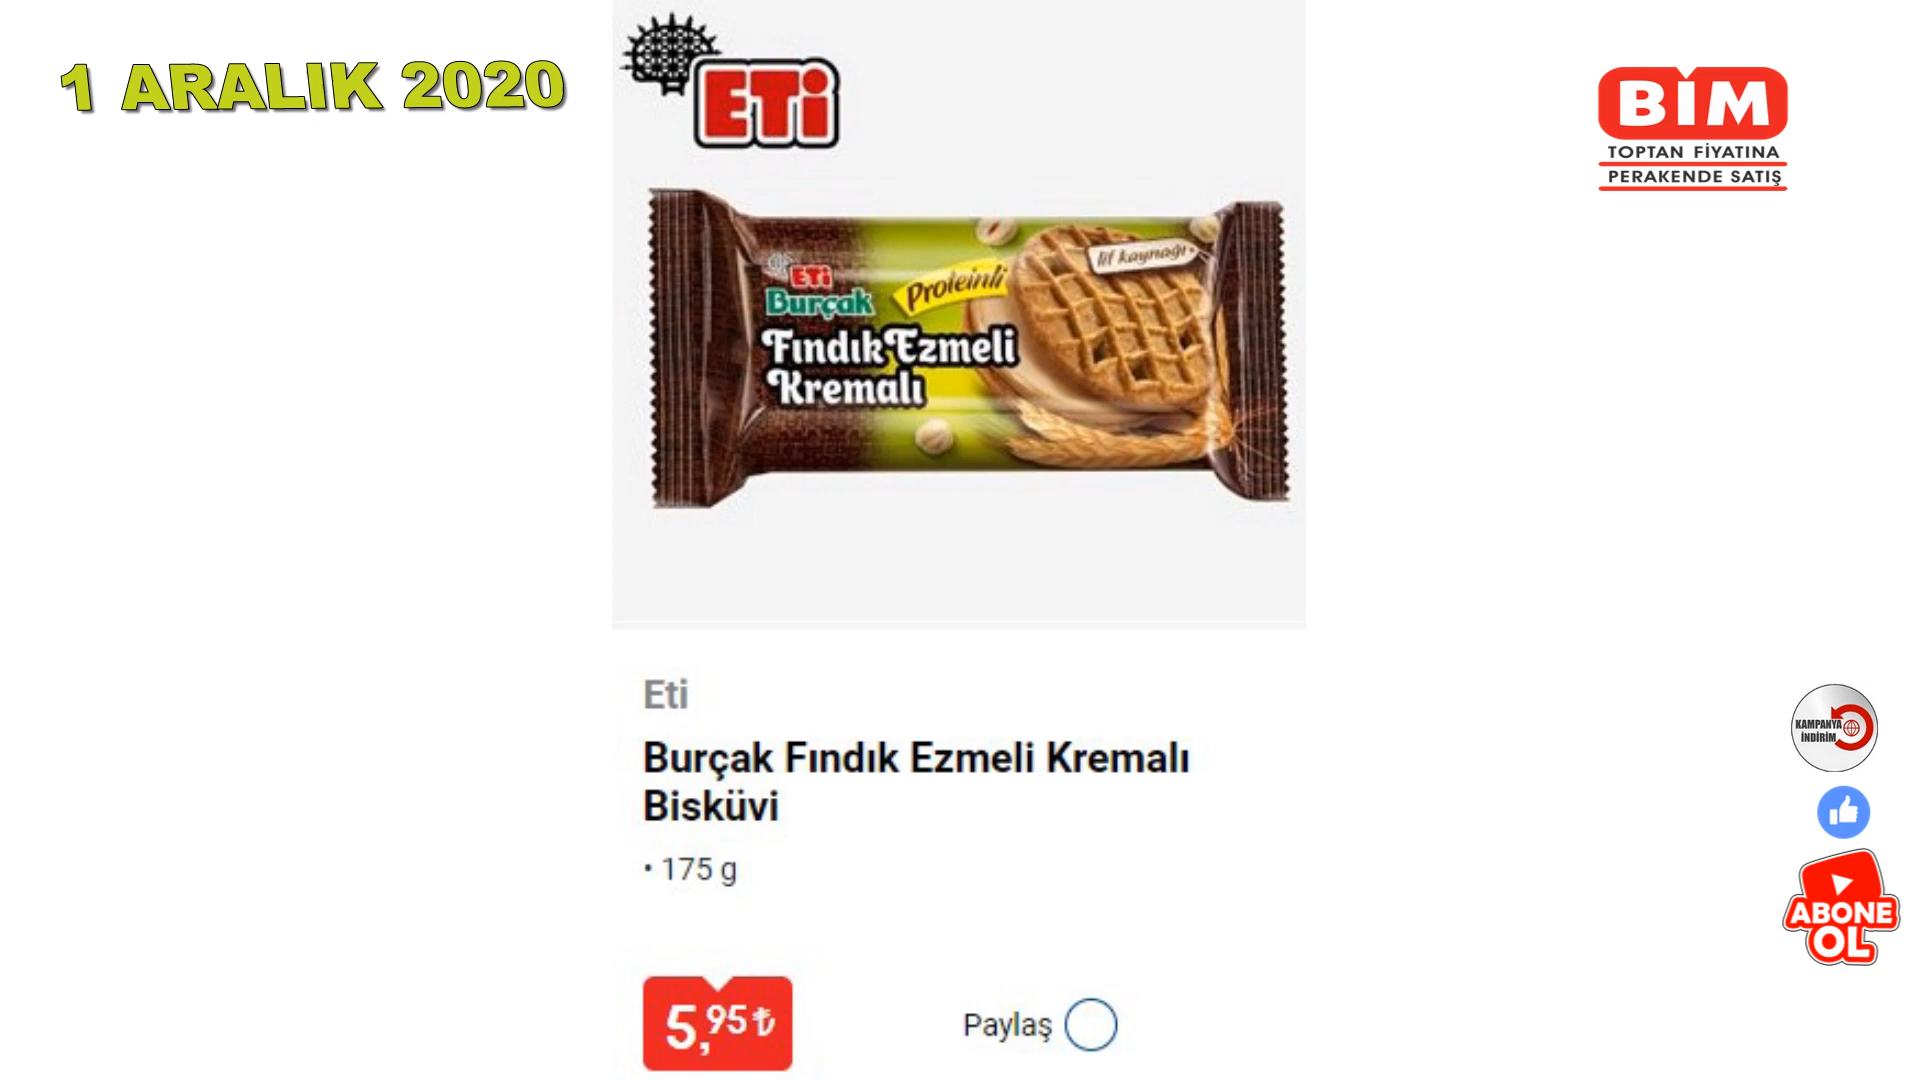 1 ARALIK 2020
ETİ
BİM
TOPTAN FİYATINA
PERAKENDE SATIŞ
lif kaynağı
ETİ
Burçak
Proteinli
Fındık Ezmeli
Kremalı
Eti
Burçak Fındık Ezmeli Kremalı
Bisküvi
• 175 g
KAMPANYA
İNDİRİM
ABONE
OL
5,95 ₺
Paylaş